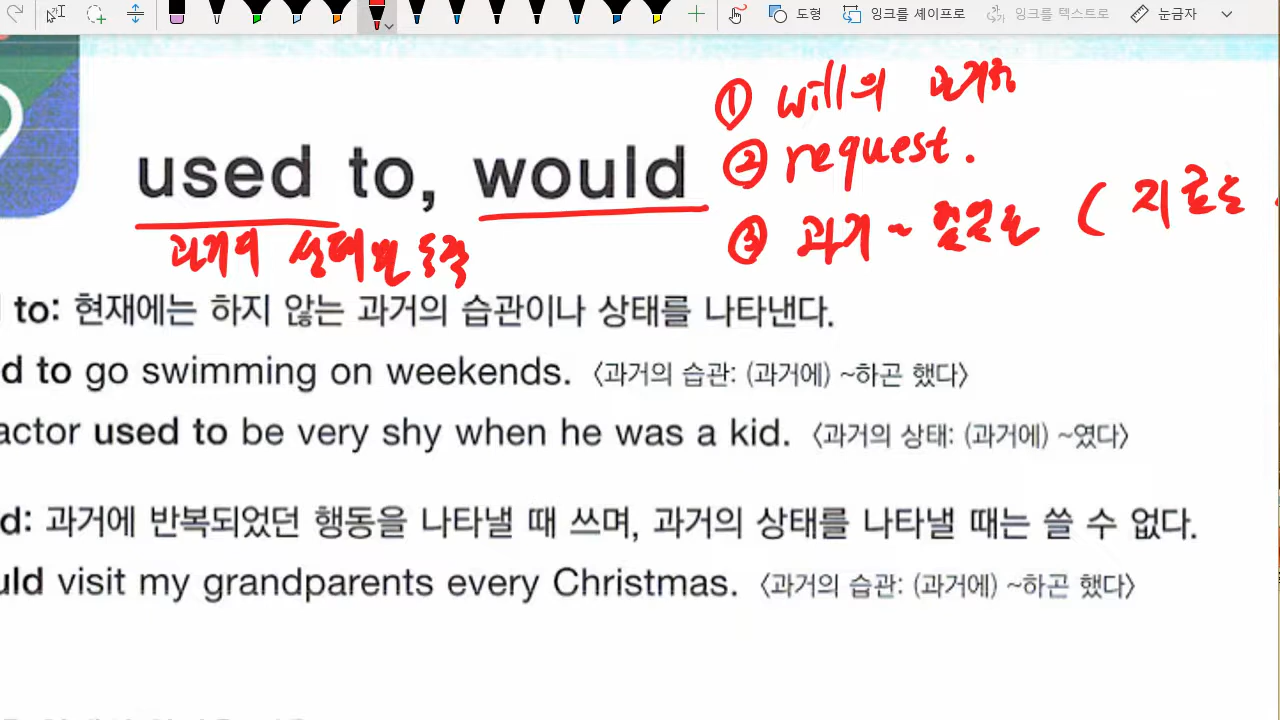 도형 잉크를 셰이프로 잉크를 텍스트로 눈금자
① will의 과거형
② request.
used to, would
③ 과거 ~
과거의 상태 동작
to: 현재에는 하지 않는 과거의 습관이나 상태를 나타낸다.
d to go swimming on weekends. 〈과거의 습관: (과거에) ~하곤 했다〉
actor used to be very shy when he was a kid. 〈과거의 상태: (과거에) ~였다〉
d: 과거에 반복되었던 행동을 나타낼 때 쓰며, 과거의 상태를 나타낼 때는 쓸 수 없다.
uld visit my grandparents every Christmas. 〈과거의 습관: (과거에) ~하곤 했다〉